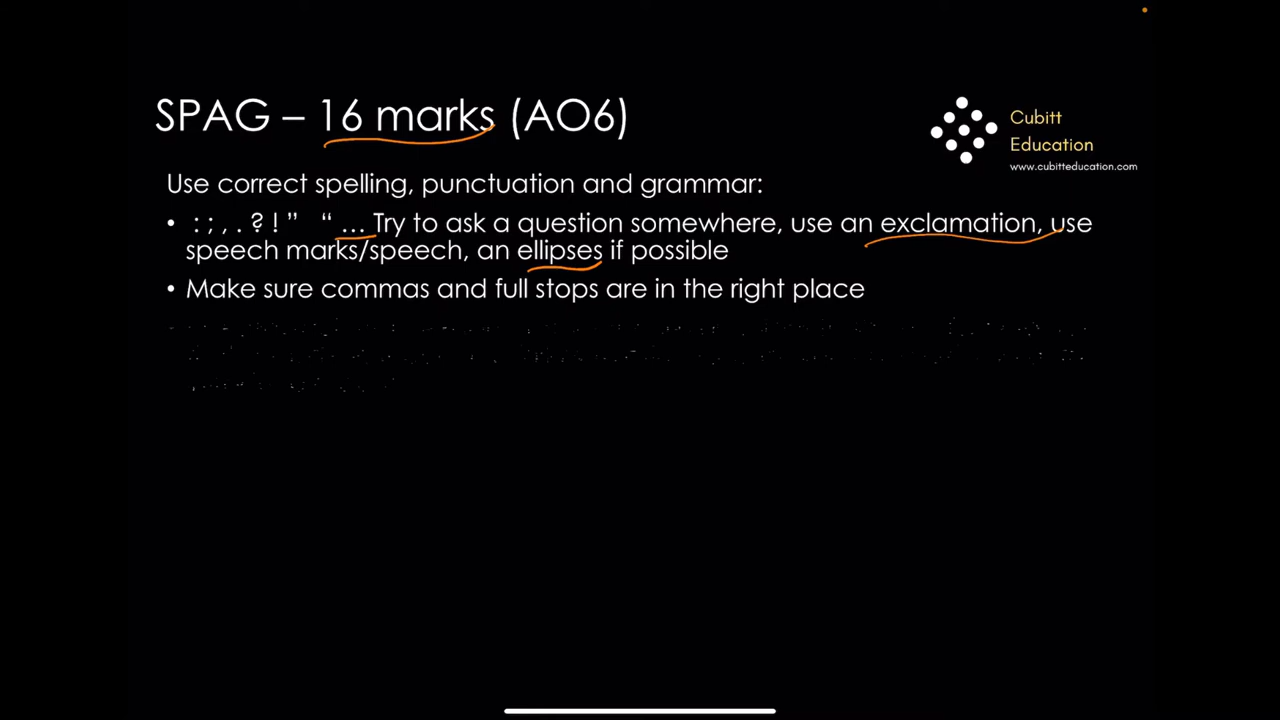 SPAG – 16 marks (AO6)
Cubitt
Education
www.cubitteducation.com
Use correct spelling, punctuation and grammar:
• : ; , . ? ! ” “ … Try to ask a question somewhere, use an exclamation, use
speech marks/speech, an ellipses if possible
• Make sure commas and full stops are in the right place